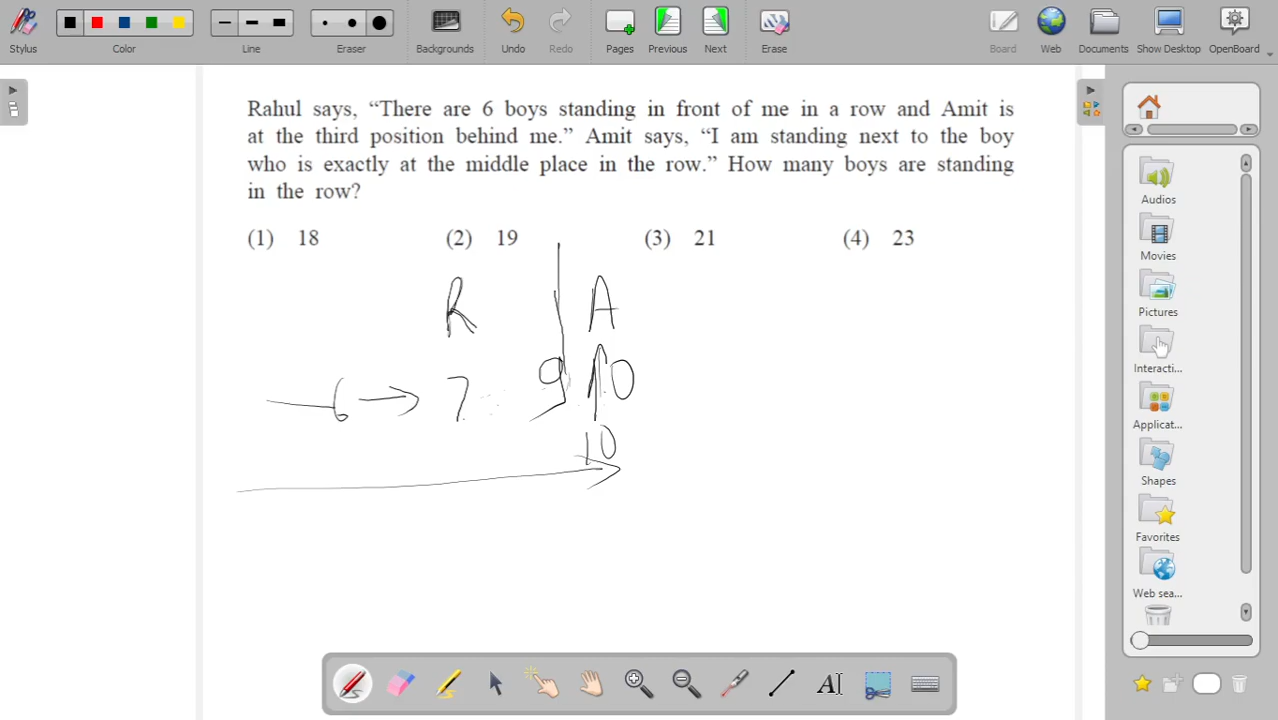 Stylus
Color
Line
Eraser
Backgrounds
Undo
Redo
Pages
Previous
Next
Erase
Board
Web
Documents
Show Desktop
OpenBoard
Rahul says, “There are 6 boys standing in front of me in a row and Amit is
at the third position behind me.” Amit says, “I am standing next to the boy
who is exactly at the middle place in the row.” How many boys are standing
in the row?
(1) 18 (2) 19 (3) 21 (4) 23
R A
6 7 9 10
10
Audios
Movies
Pictures
Interacti...
Applicat...
Shapes
Favorites
Web sea...